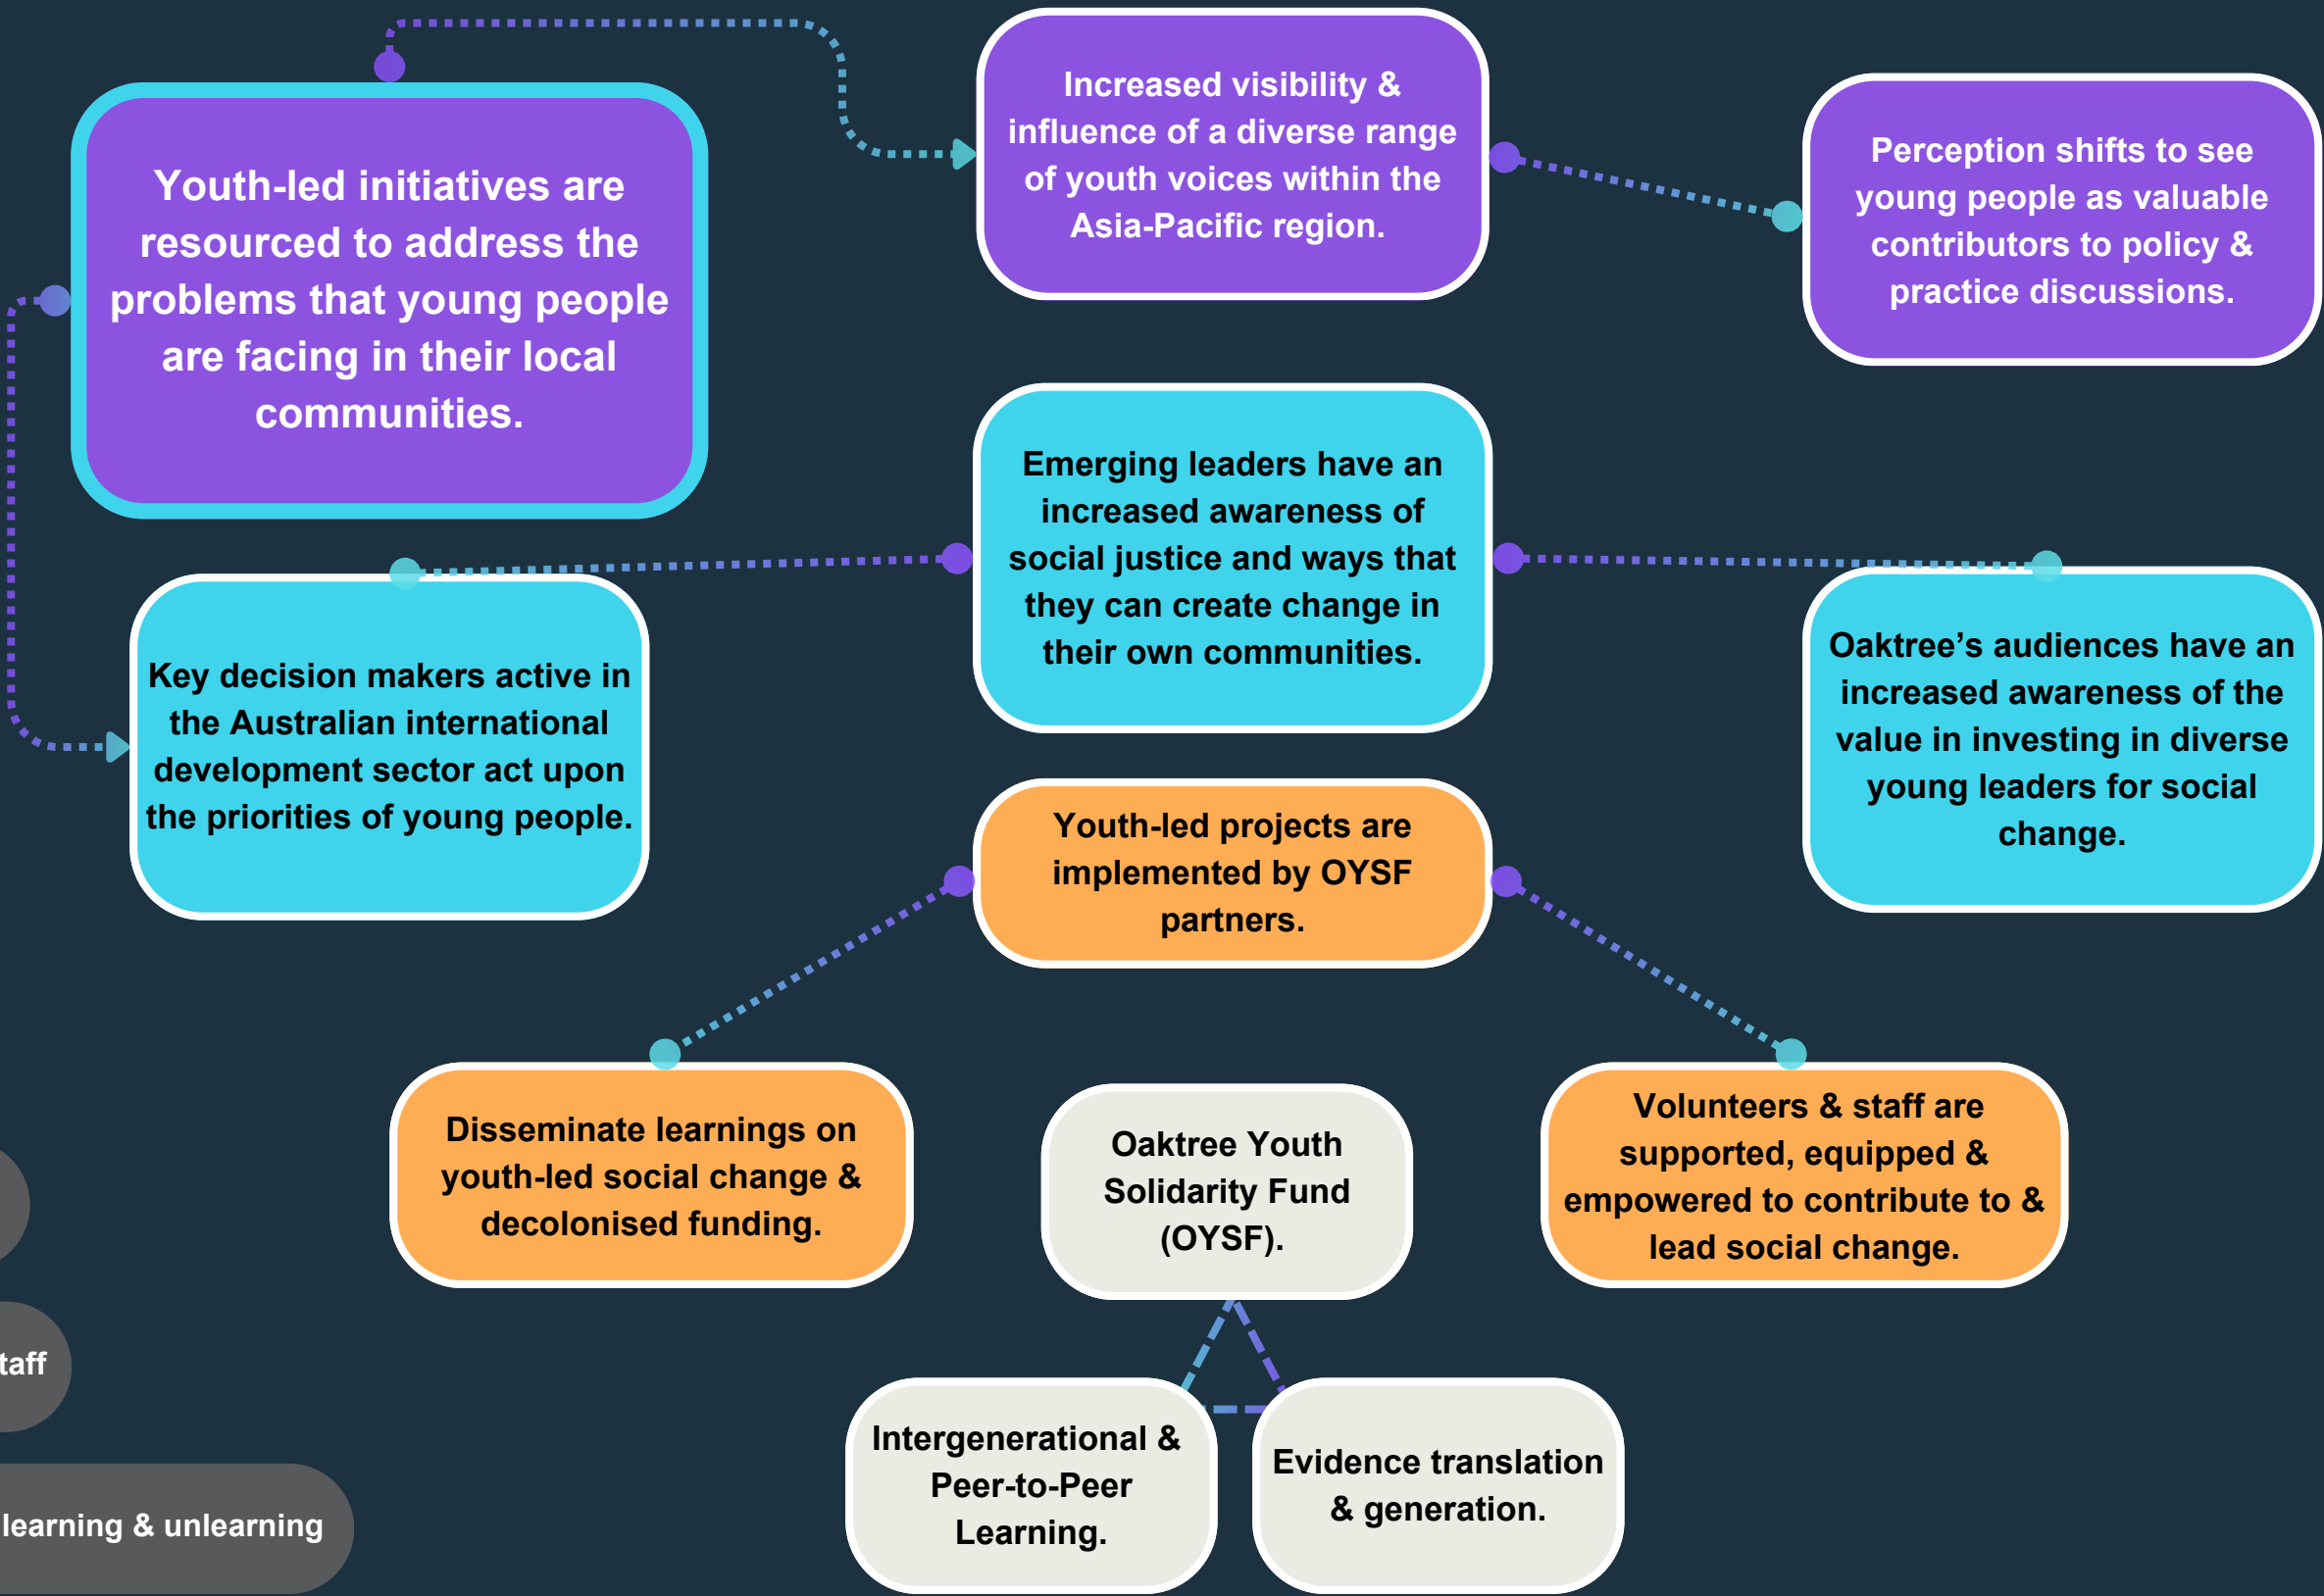 Youth-led initiatives are
resourced to address the
problems that young people
are facing in their local
communities.
Increased visibility &
influence of a diverse range
of youth voices within the
Asia-Pacific region.
Perception shifts to see
young people as valuable
contributors to policy &
practice discussions.
Key decision makers active in
the Australian international
development sector act upon
the priorities of young people.
Emerging leaders have an
increased awareness of
social justice and ways that
they can create change in
their own communities.
Oaktree’s audiences have an
increased awareness of the
value in investing in diverse
young leaders for social
change.
Youth-led projects are
implemented by OYSF
partners.
Disseminate learnings on
youth-led social change &
decolonised funding.
Oaktree Youth
Solidarity Fund
(OYSF).
Volunteers & staff are
supported, equipped &
empowered to contribute to &
lead social change.
Intergenerational &
Peer-to-Peer
Learning.
Evidence translation
& generation.
taff
learning & unlearning